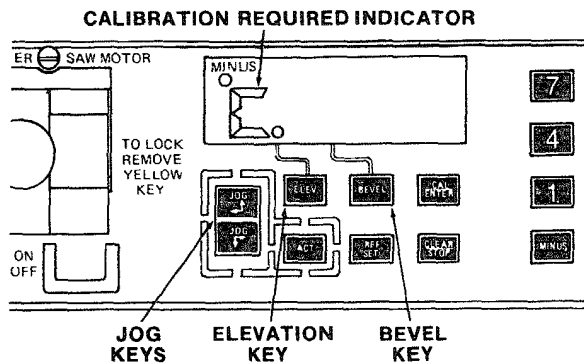 CALIBRATION REQUIRED INDICATOR
ER SAW MOTOR
MINUS
7
TO LOCK
REMOVE
YELLOW
KEY
4
JOG
ELEV
BEVEL
CAL
ENTER
1
JOG
ACT
REF
SET
CLEAR
STOP
MINUS
ON
OFF
JOG
KEYS
ELEVATION
KEY
BEVEL
KEY